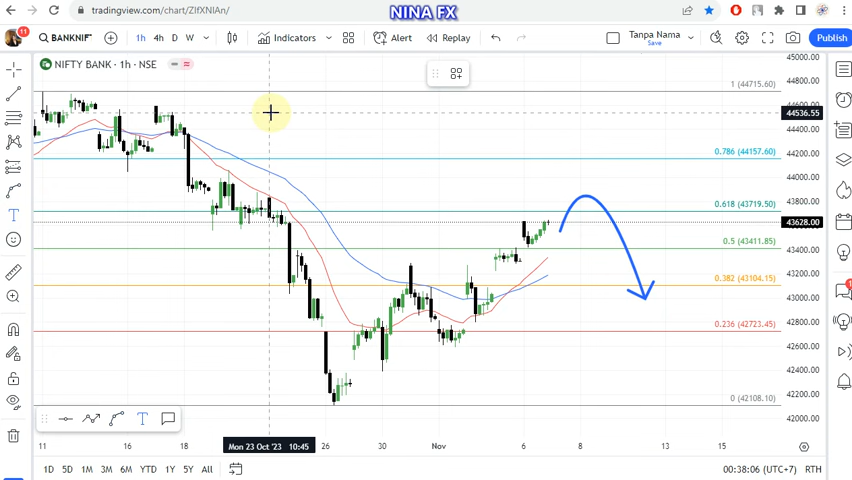 NINA FX
tradingview.com/chart/ZIfXNIAn/
11
BANKNIF
1h 4h D W
Indicators
Alert
Replay
Tanpa Nama
Save
Publish
NIFTY BANK · 1h · NSE
45000.00
44800.00
44600.00
44536.55
44400.00
44200.00
44000.00
43800.00
43628.00
43400.00
43200.00
43000.00
42800.00
42600.00
42400.00
42200.00
42000.00
1 (44715.60)
0.786 (44157.60)
0.618 (43719.50)
0.5 (43411.85)
0.382 (43104.15)
0.236 (42723.45)
0 (42108.10)
11 16 18 Mon 23 Oct '23 10:45 26 30 Nov 6 8 13 15
1D 5D 1M 3M 6M YTD 1Y 5Y All
00:38:06 (UTC+7) RTH